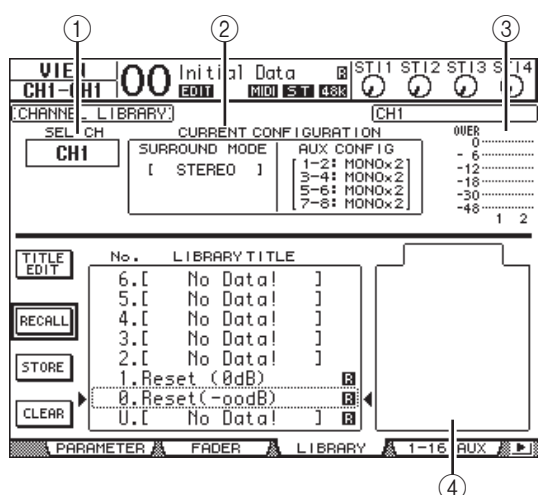 ① ② ③
VIEW 00 Initial Data R ST11 ST12 ST13 ST14
CH1-CH1 EDIT MIDI ST 48K
CHANNEL LIBRARY CH1
SEL CH CURRENT CONFIGURATION OVER
CH1 SURROUND MODE AUX CONFIG 0
[ STEREO ] [ 1-2: MONOx2 ] -6
3-4: MONOx2 -12
5-6: MONOx2 -18
7-8: MONOx2 -30
-48
1 2
TITLE EDIT
No. LIBRARY TITLE
6.[ No Data! ]
5.[ No Data! ]
RECALL
4.[ No Data! ]
3.[ No Data! ]
2.[ No Data! ]
STORE
1.Reset (0dB) R
0.Reset(-oodB) R
CLEAR
U.[ No Data! ] R
PARAMETER FADER LIBRARY 1-16 AUX
④